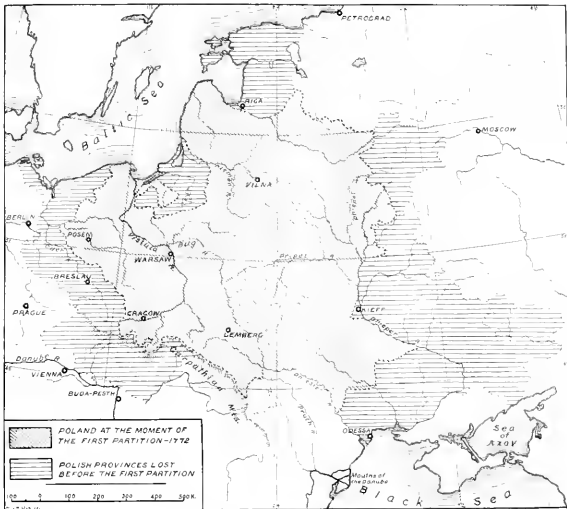 PETROGRAD
RIGA
MOSCOW
Baltic Sea
VILNA
BERLIN
POSEN
Bug R.
WARSAW
BRESLAU
KIEFF
PRAGUE
CRACOW
LEMBERG
Danube R.
VIENNA
Carpathian Mts.
BUDA-PESTH
POLAND AT THE MOMENT OF
THE FIRST PARTITION-1772
POLISH PROVINCES LOST
BEFORE THE FIRST PARTITION
100 0 100 200 300 400 500 K.
ODESSA
Sea
of
Azov
Mouths of
the Danube
Black Sea